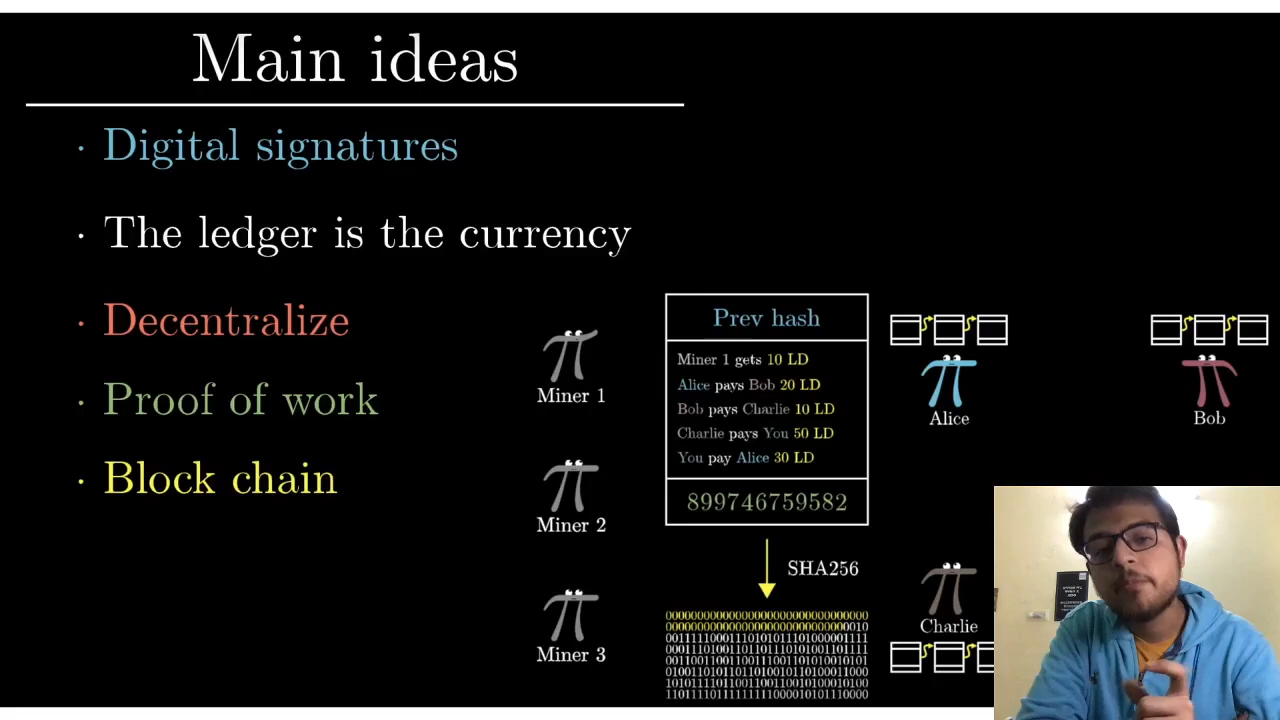 Main ideas
· Digital signatures
· The ledger is the currency
· Decentralize
· Proof of work
· Block chain
Miner 1
Miner 2
Miner 3
Prev hash
Miner 1 gets 10 LD
Alice pays Bob 20 LD
Bob pays Charlie 10 LD
Charlie pays You 50 LD
You pay Alice 30 LD
899746759582
SHA256
Alice
Bob
Charlie